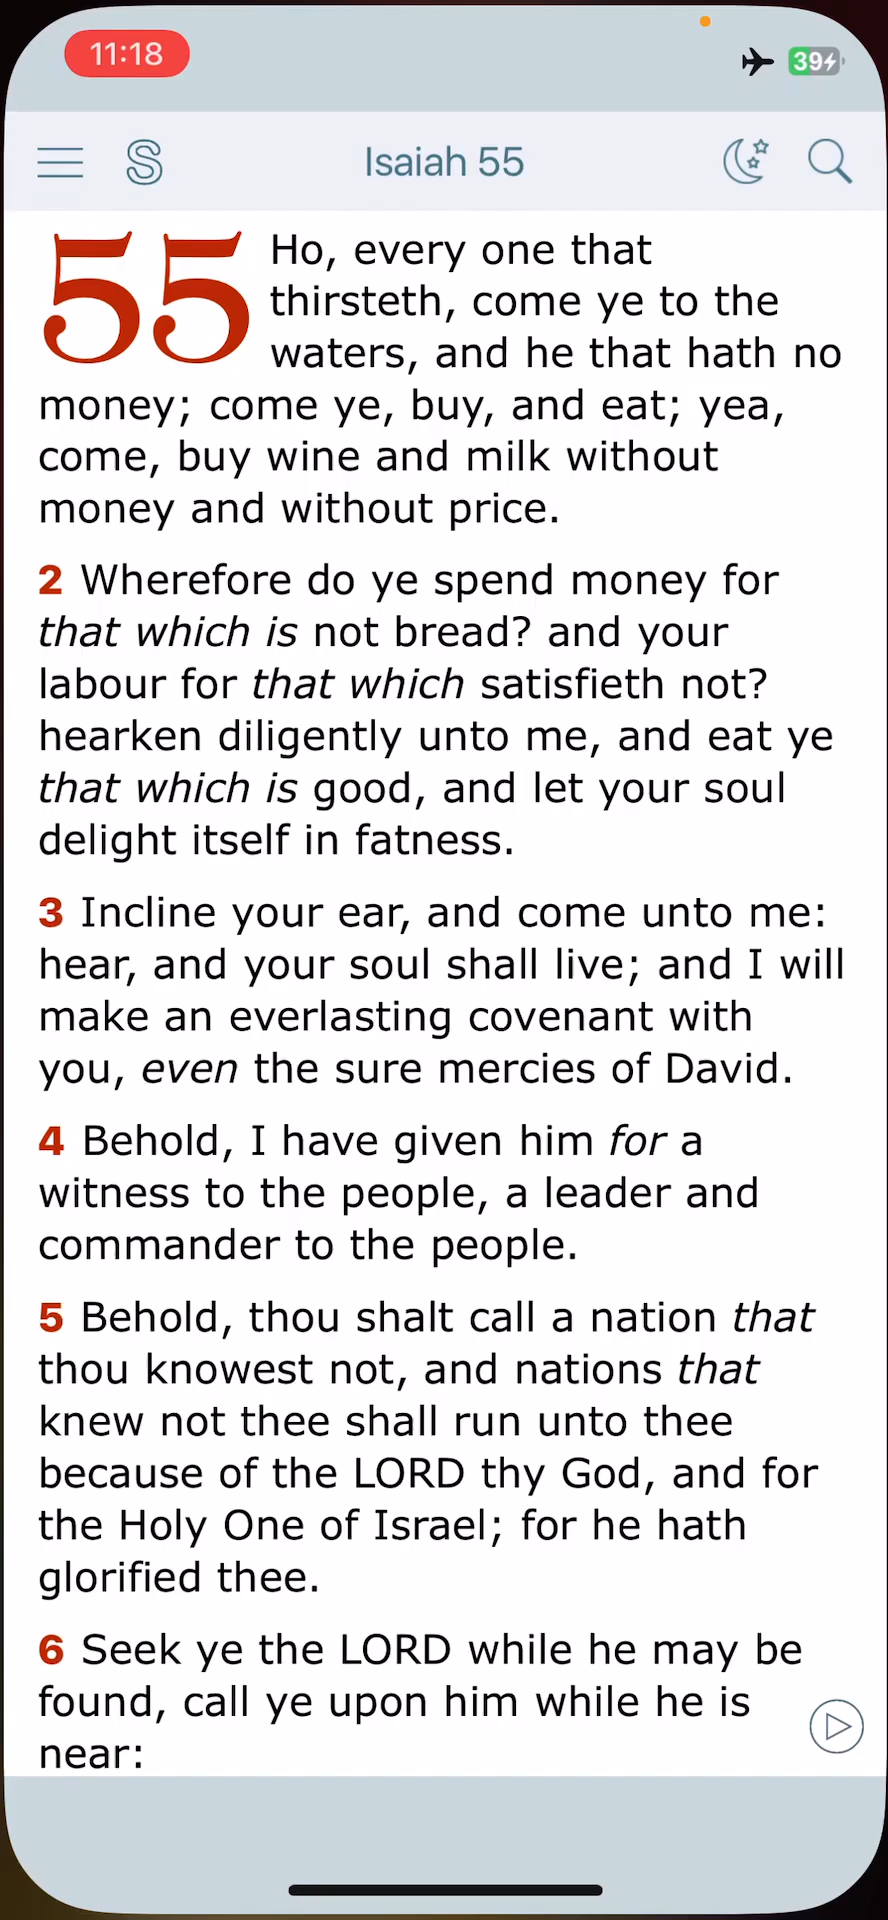 11:18
39
S
Isaiah 55
55 Ho, every one that
thirsteth, come ye to the
waters, and he that hath no
money; come ye, buy, and eat; yea,
come, buy wine and milk without
money and without price.
2 Wherefore do ye spend money for
that which is not bread? and your
labour for that which satisfieth not?
hearken diligently unto me, and eat ye
that which is good, and let your soul
delight itself in fatness.
3 Incline your ear, and come unto me:
hear, and your soul shall live; and I will
make an everlasting covenant with
you, even the sure mercies of David.
4 Behold, I have given him for a
witness to the people, a leader and
commander to the people.
5 Behold, thou shalt call a nation that
thou knowest not, and nations that
knew not thee shall run unto thee
because of the LORD thy God, and for
the Holy One of Israel; for he hath
glorified thee.
6 Seek ye the LORD while he may be
found, call ye upon him while he is
near: